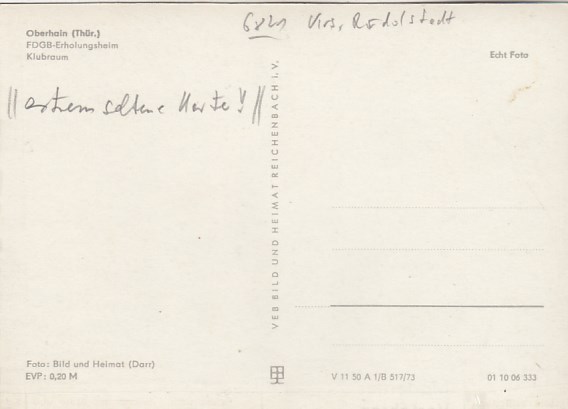 6821 Krs. Rudolstadt
Oberhain (Thür.)
FDGB-Erholungsheim
Klubraum
Echt Foto
|| extrem seltene Karte!! ||
VEB BILD UND HEIMAT REICHENBACH I. V.
Foto: Bild und Heimat (Darr)
EVP: 0,20 M
V 11 50 A 1/B 517/73
01 10 06 333